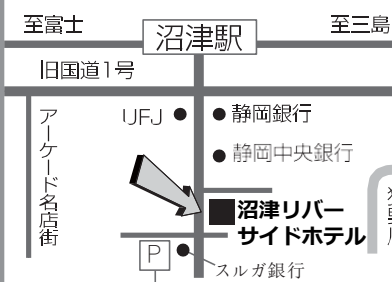 至富士
沼津駅
至三島
旧国道1号
アーケード名店街
UFJ
静岡銀行
静岡中央銀行
沼津リバー
サイドホテル
P
スルガ銀行